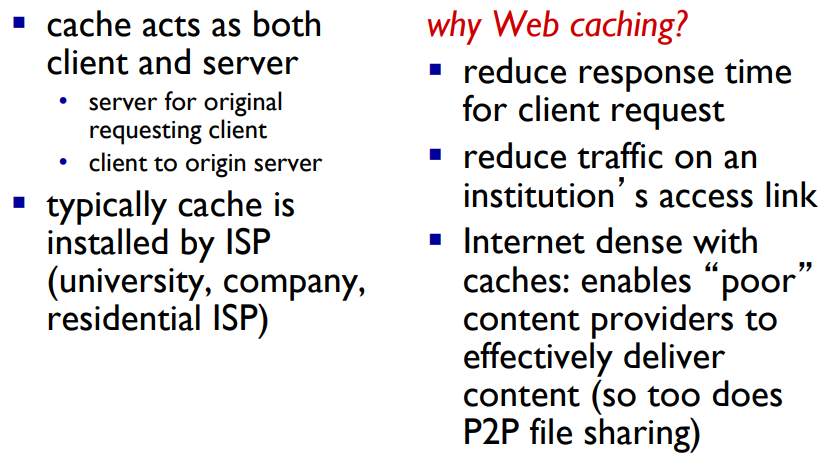 ▪ cache acts as both
client and server
• server for original
requesting client
• client to origin server
▪ typically cache is
installed by ISP
(university, company,
residential ISP)
why Web caching?
▪ reduce response time
for client request
▪ reduce traffic on an
institution’s access link
▪ Internet dense with
caches: enables “poor”
content providers to
effectively deliver
content (so too does
P2P file sharing)